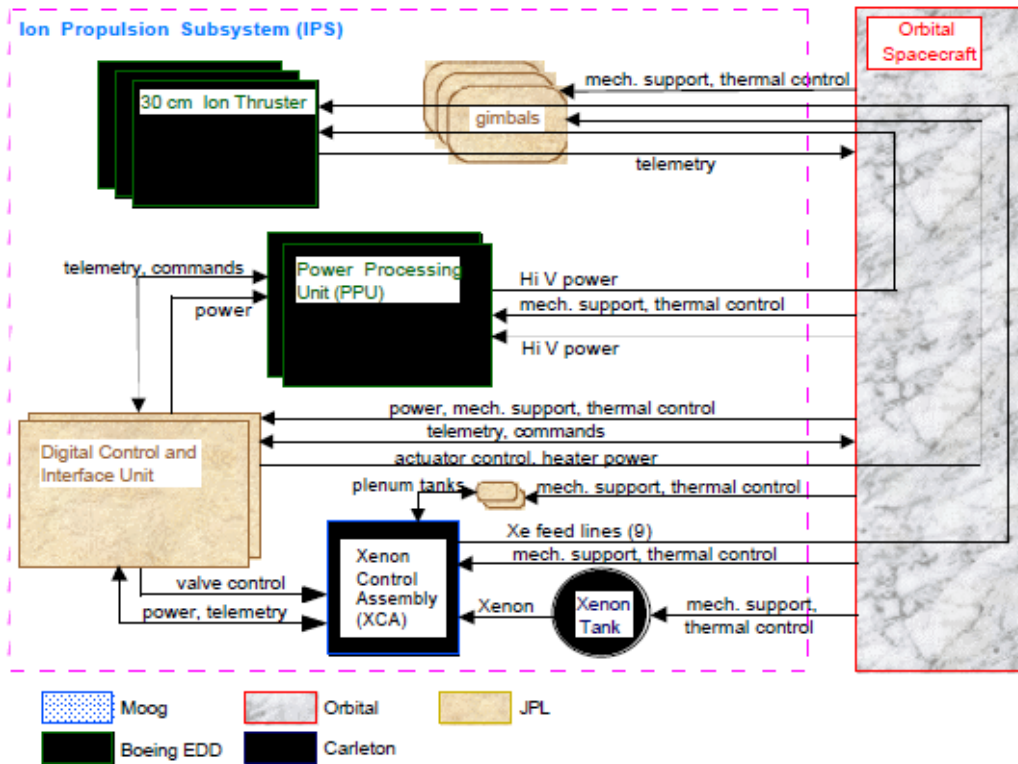 Ion Propulsion Subsystem (IPS)
Orbital
Spacecraft
30 cm Ion Thruster
gimbals
mech. support, thermal control
telemetry
telemetry, commands
power
Power Processing
Unit (PPU)
Hi V power
mech. support, thermal control
Hi V power
power, mech. support, thermal control
telemetry, commands
actuator control, heater power
Digital Control and
Interface Unit
plenum tanks
mech. support, thermal control
Xe feed lines (9)
mech. support, thermal control
Xenon
Control
Assembly
(XCA)
valve control
power, telemetry
Xenon
Xenon
Tank
mech. support,
thermal control
Moog
Orbital
JPL
Boeing EDD
Carleton